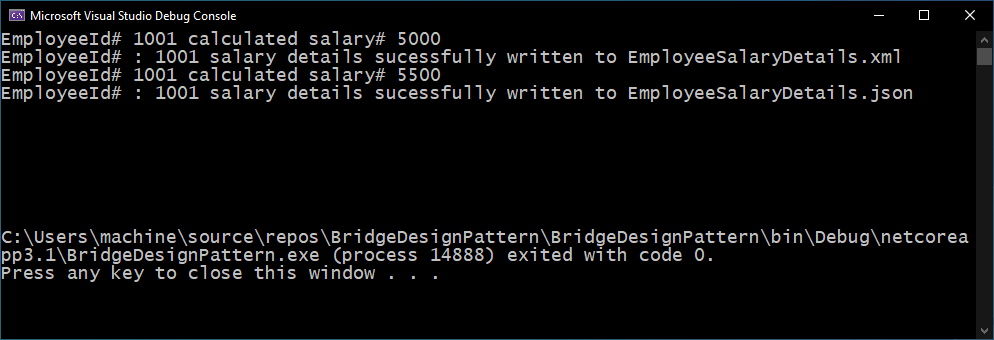 Microsoft Visual Studio Debug Console
EmployeeId# 1001 calculated salary# 5000
EmployeeId# : 1001 salary details sucessfully written to EmployeeSalaryDetails.xml
EmployeeId# 1001 calculated salary# 5500
EmployeeId# : 1001 salary details sucessfully written to EmployeeSalaryDetails.json
C:\Users\machine\source\repos\BridgeDesignPattern\BridgeDesignPattern\bin\Debug\netcorea
pp3.1\BridgeDesignPattern.exe (process 14888) exited with code 0.
Press any key to close this window . . .